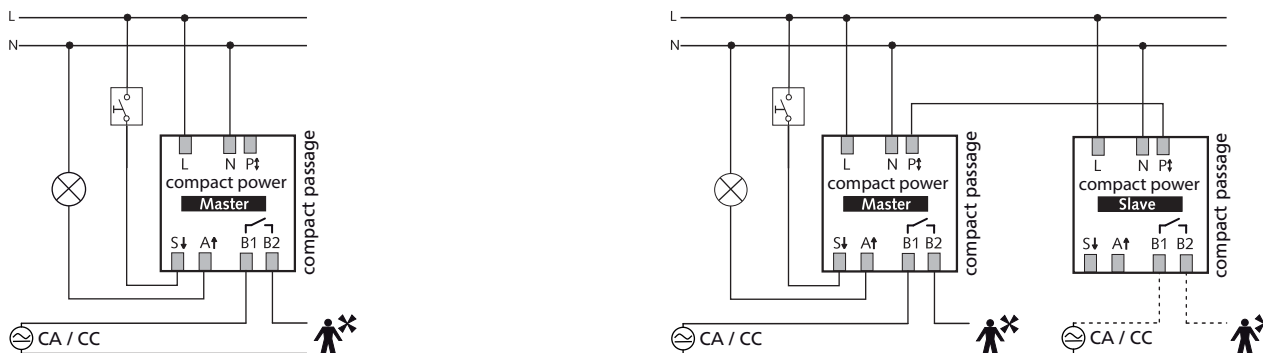 L
N
L N P↕
compact power
Master
S↓ A↑ B1 B2
compact passage
CA / CC
L
N
L N P↕
compact power
Master
S↓ A↑ B1 B2
compact passage
CA / CC
L N P↕
compact power
Slave
S↓ A↑ B1 B2
compact passage
CA / CC